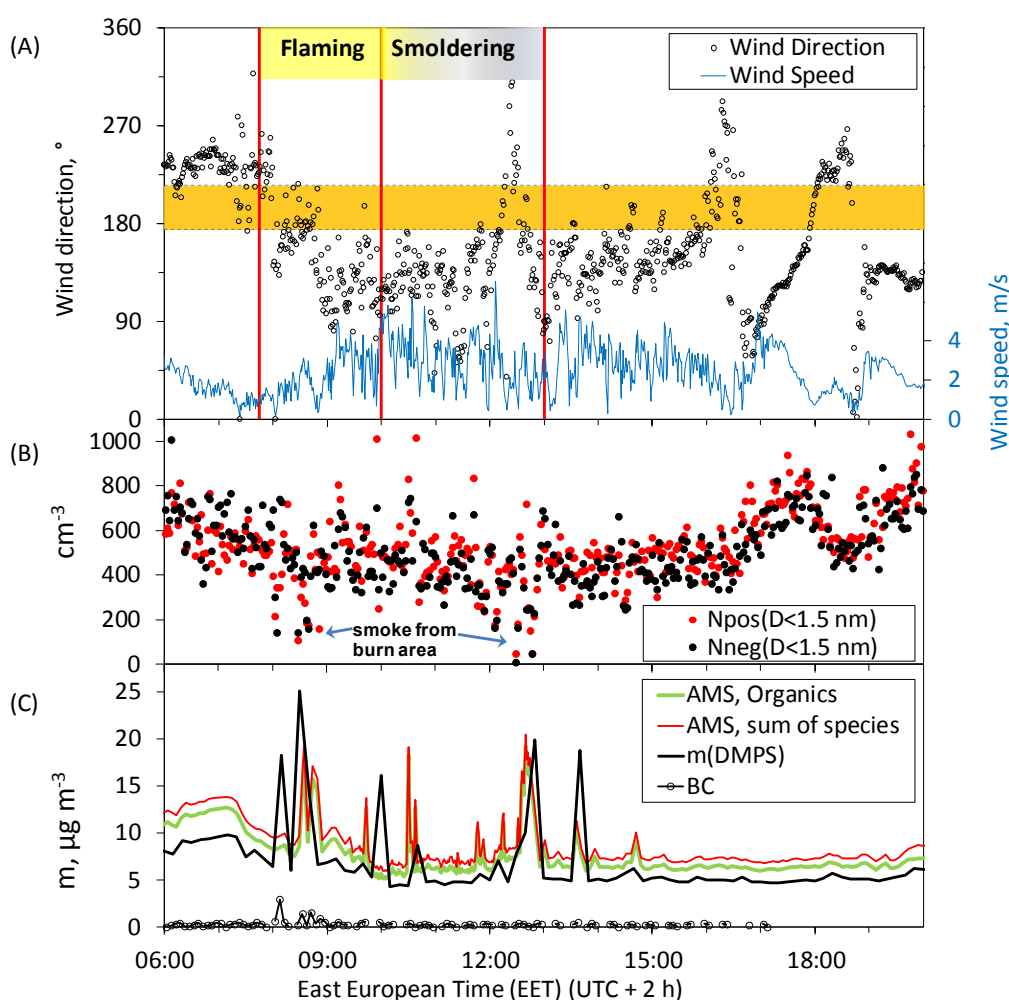 (A)
360
270
180
90
0
Wind direction, °
Flaming
Smoldering
Wind Direction
Wind Speed
4
2
0
Wind speed, m/s
(B)
1000
800
600
400
200
0
cm⁻³
smoke from
burn area
Npos(D<1.5 nm)
Nneg(D<1.5 nm)
(C)
25
20
15
10
5
0
m, µg m⁻³
AMS, Organics
AMS, sum of species
m(DMPS)
BC
06:00 09:00 12:00 15:00 18:00
East European Time (EET) (UTC + 2 h)